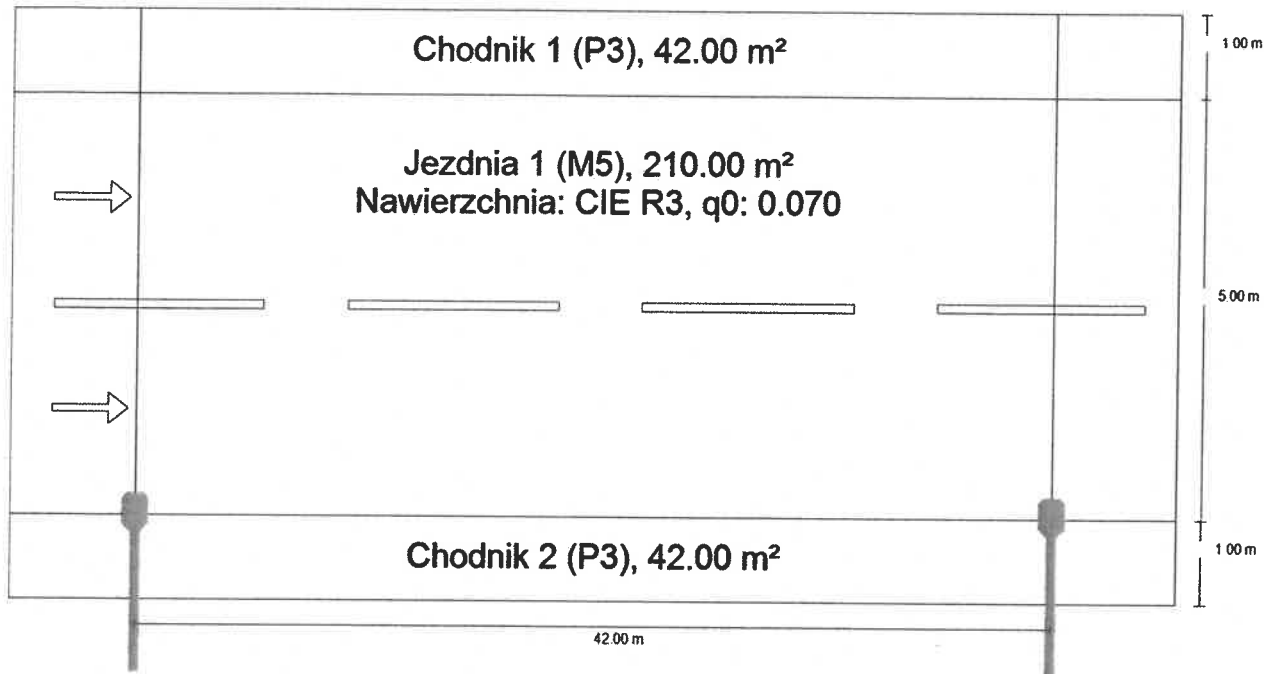 Chodnik 1 (P3), 42.00 m²
1 00 m
Jezdnia 1 (M5), 210.00 m²
Nawierzchnia: CIE R3, q0: 0.070
5.00 m
Chodnik 2 (P3), 42.00 m²
1 00 m
42.00 m